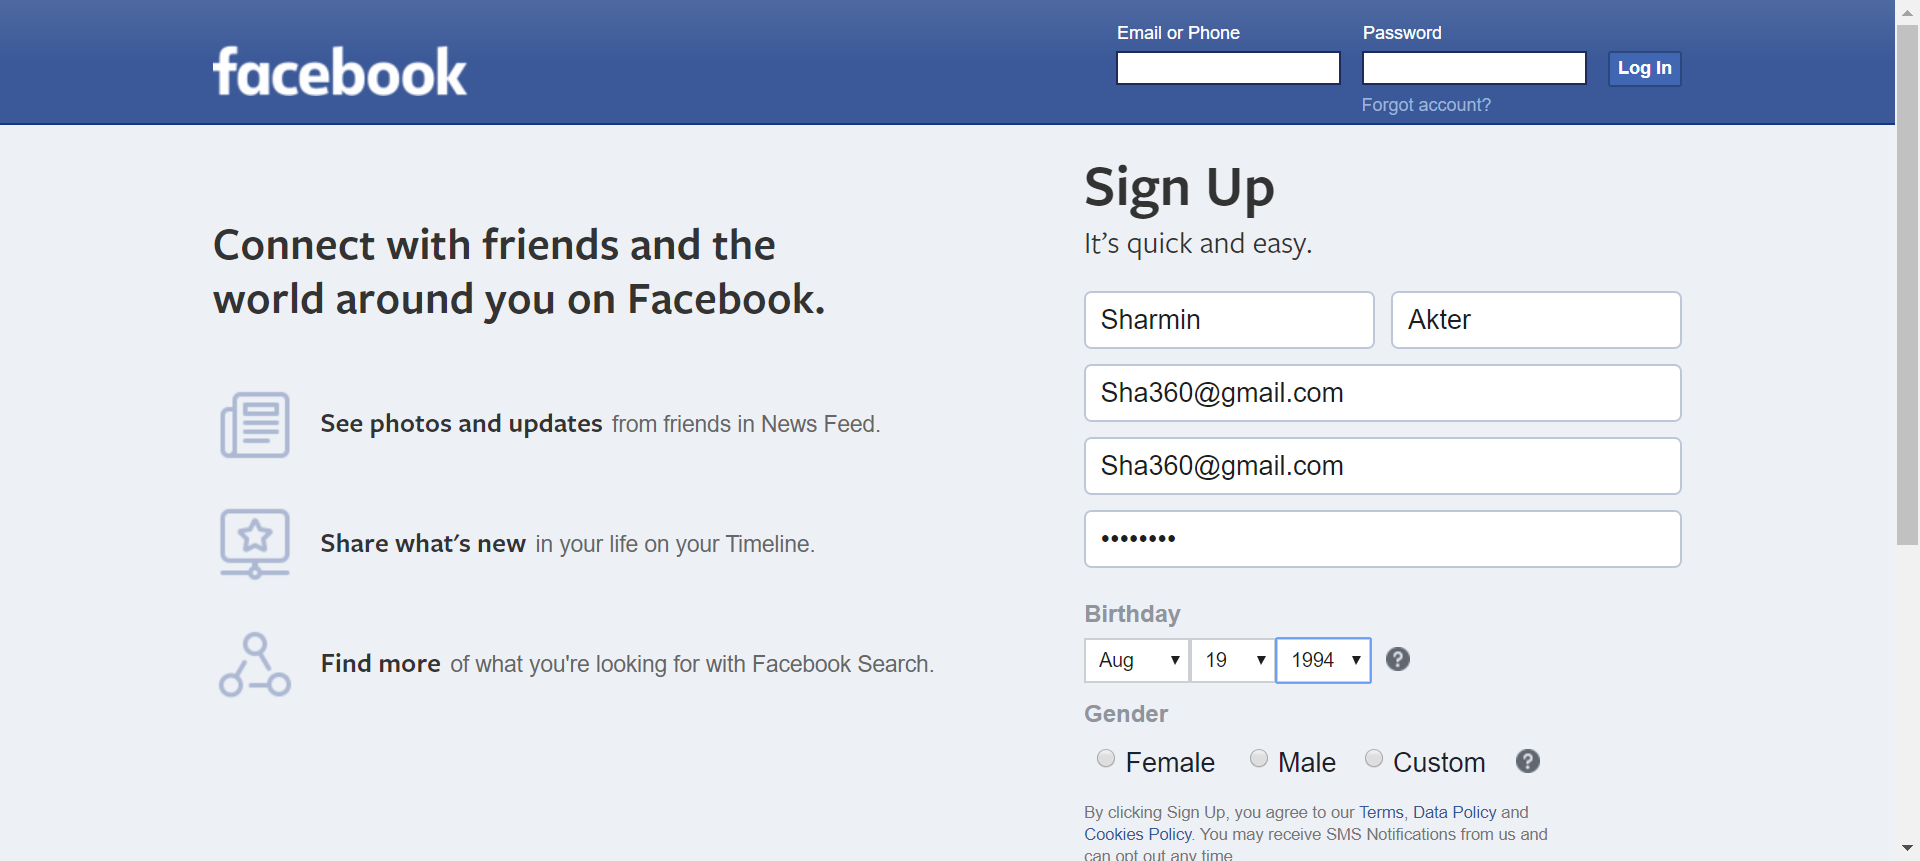 facebook
Email or Phone
Password
Log In
Forgot account?
Connect with friends and the
world around you on Facebook.
See photos and updates from friends in News Feed.
Share what's new in your life on your Timeline.
Find more of what you're looking for with Facebook Search.
Sign Up
It's quick and easy.
Sharmin
Akter
Sha360@gmail.com
Sha360@gmail.com
••••••••
Birthday
Aug
19
1994
Gender
Female
Male
Custom
By clicking Sign Up, you agree to our Terms, Data Policy and
Cookies Policy. You may receive SMS Notifications from us and
can opt out any time